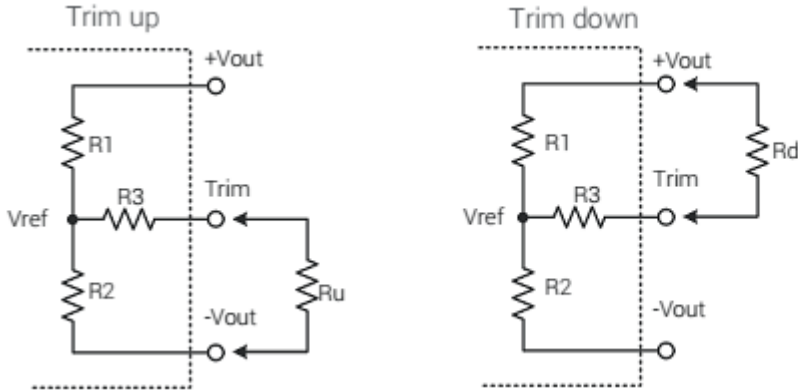 Trim up
+Vout
R1
R3
Trim
Vref
R2
Ru
-Vout
Trim down
+Vout
R1
Rd
R3
Trim
Vref
R2
-Vout